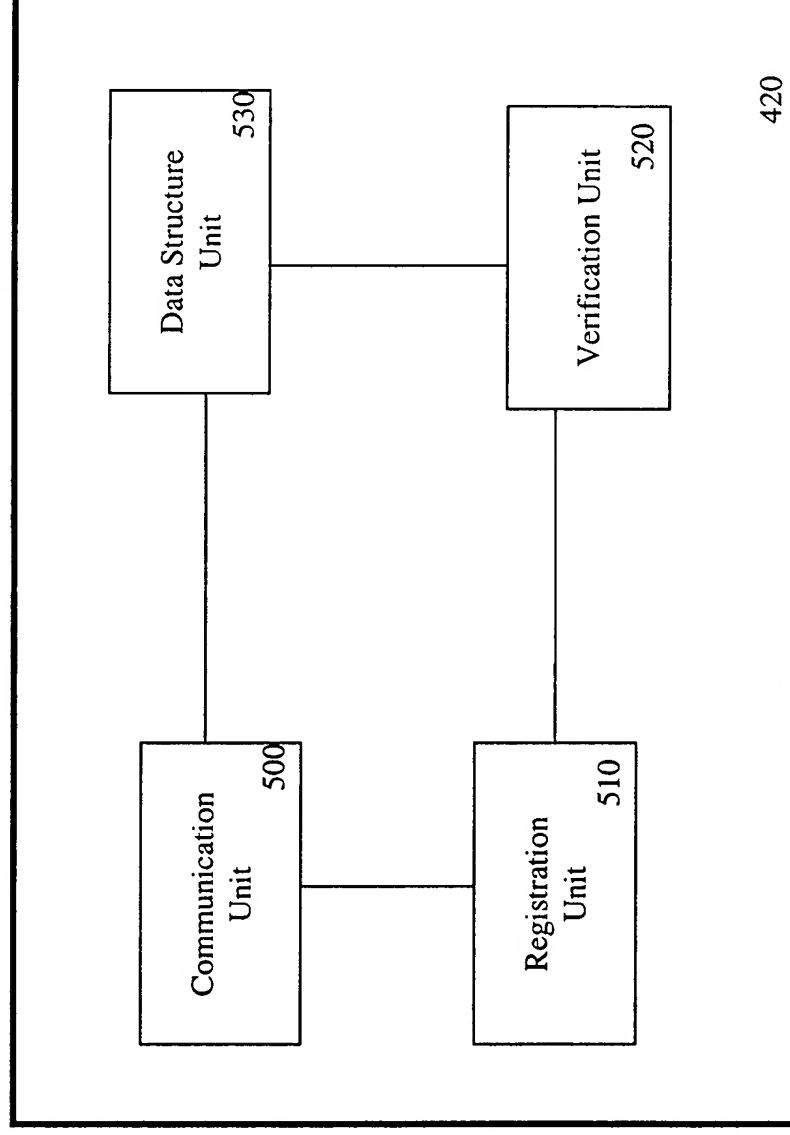 Communication
Unit
500
Data Structure
Unit
530
Registration
Unit
510
Verification Unit
520
420